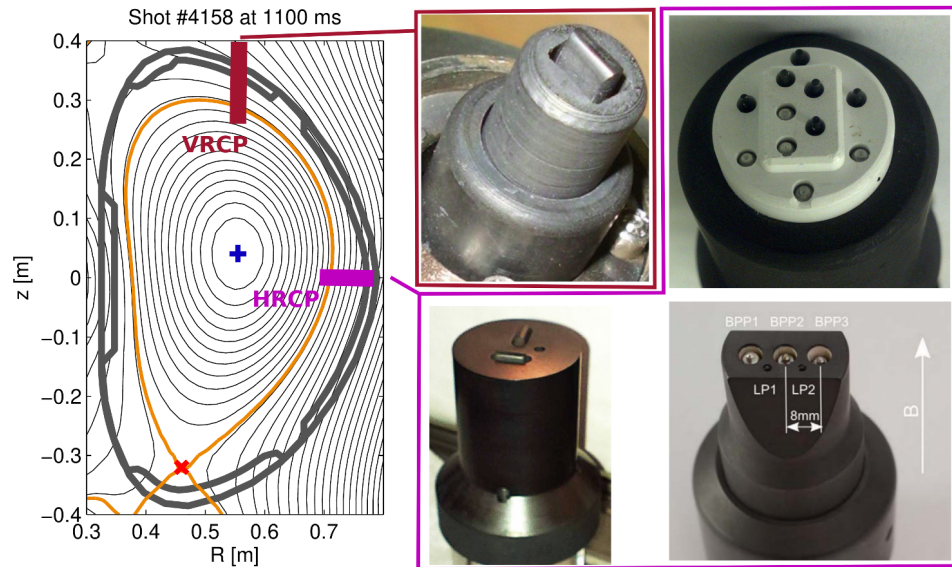 Shot #4158 at 1100 ms
0.4
0.3
0.2
0.1
0
−0.1
−0.2
−0.3
−0.4
z [m]
0.3 0.4 0.5 0.6 0.7
R [m]
VRCP
HRCP
BPP1 BPP2 BPP3
LP1 LP2
8mm
B